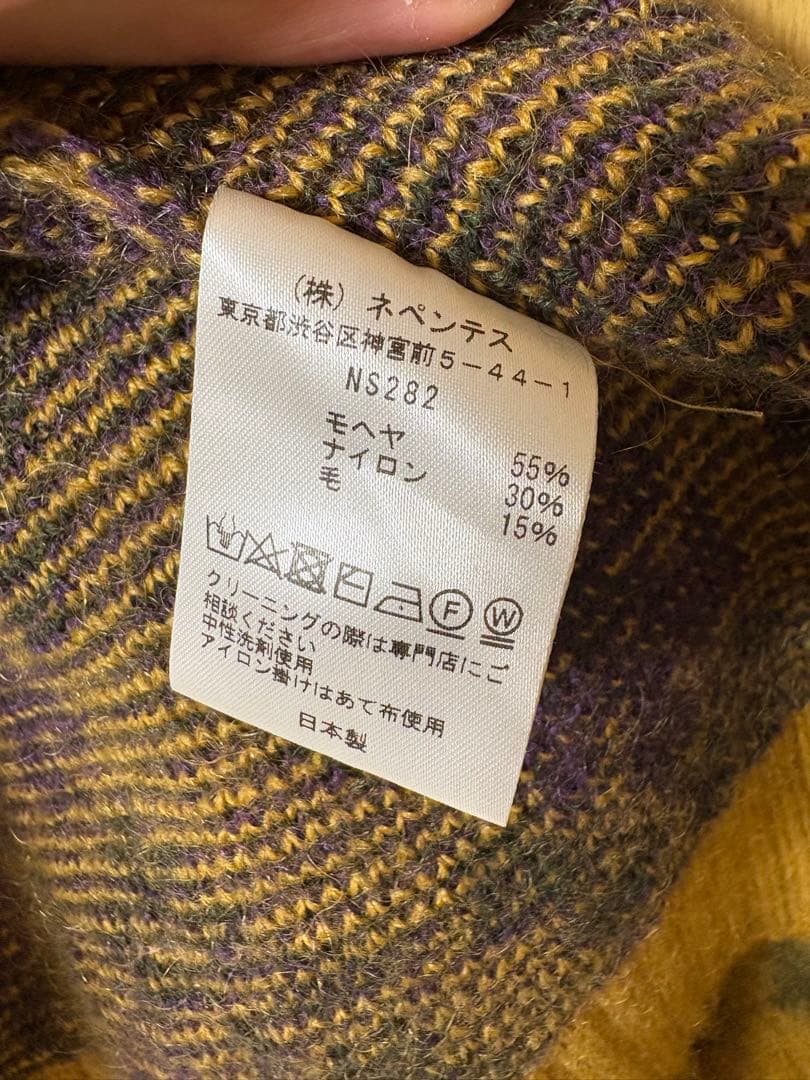 (株) ネペンテス
東京都渋谷区神宮前5-44-1
NS282
モヘヤ 55%
ナイロン 30%
毛 15%
F W
クリーニングの際は専門店にご
相談ください
中性洗剤使用
アイロン掛けはあて布使用
日本製